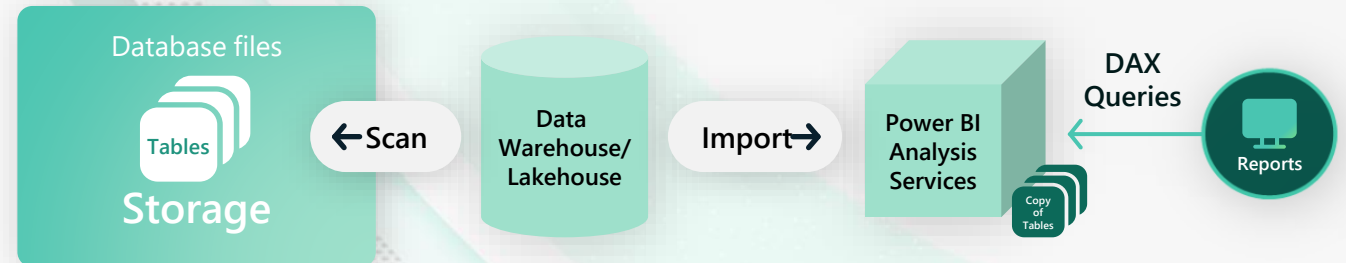 Database files
Tables
Storage
Scan
Data
Warehouse/
Lakehouse
Import
Power BI
Analysis
Services
Copy
of
Tables
DAX
Queries
Reports